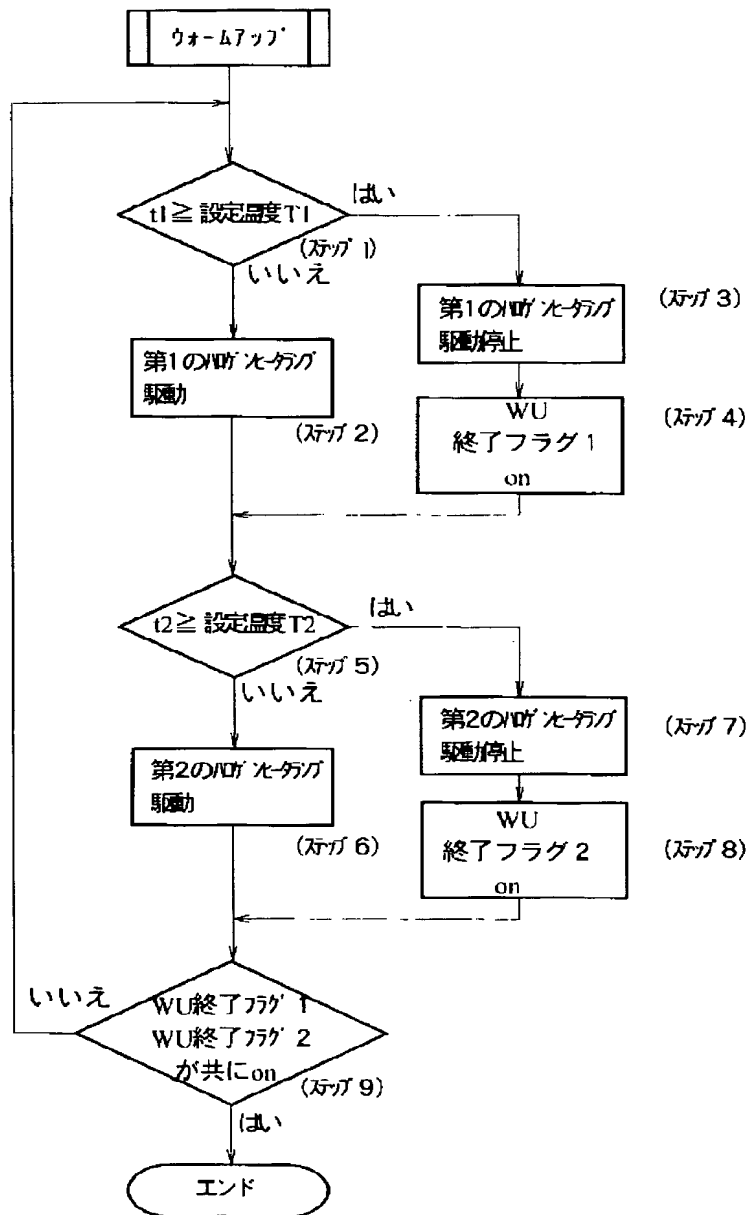 ウォームアップ
t1≧設定温度T1
はい
(ステップ 1)
いいえ
第1のハロゲンヒータランプ
駆動
(ステップ 2)
第1のハロゲンヒータランプ
駆動停止
(ステップ 3)
WU
終了フラグ 1
on
(ステップ 4)
t2≧設定温度T2
はい
(ステップ 5)
いいえ
第2のハロゲンヒータランプ
駆動
(ステップ 6)
第2のハロゲンヒータランプ
駆動停止
(ステップ 7)
WU
終了フラグ 2
on
(ステップ 8)
いいえ
WU終了フラグ 1
WU終了フラグ 2
が共にon
(ステップ 9)
はい
エンド